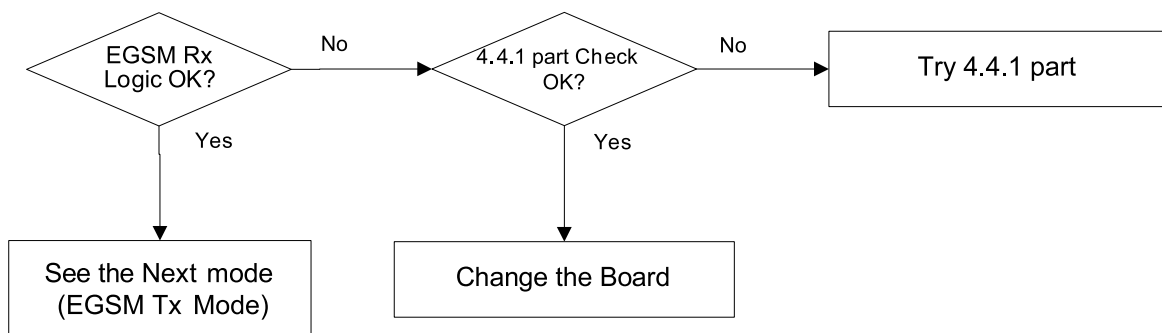 EGSM Rx
Logic OK?
No
4.4.1 part Check
OK?
No
Try 4.4.1 part
Yes
Yes
See the Next mode
(EGSM Tx Mode)
Change the Board